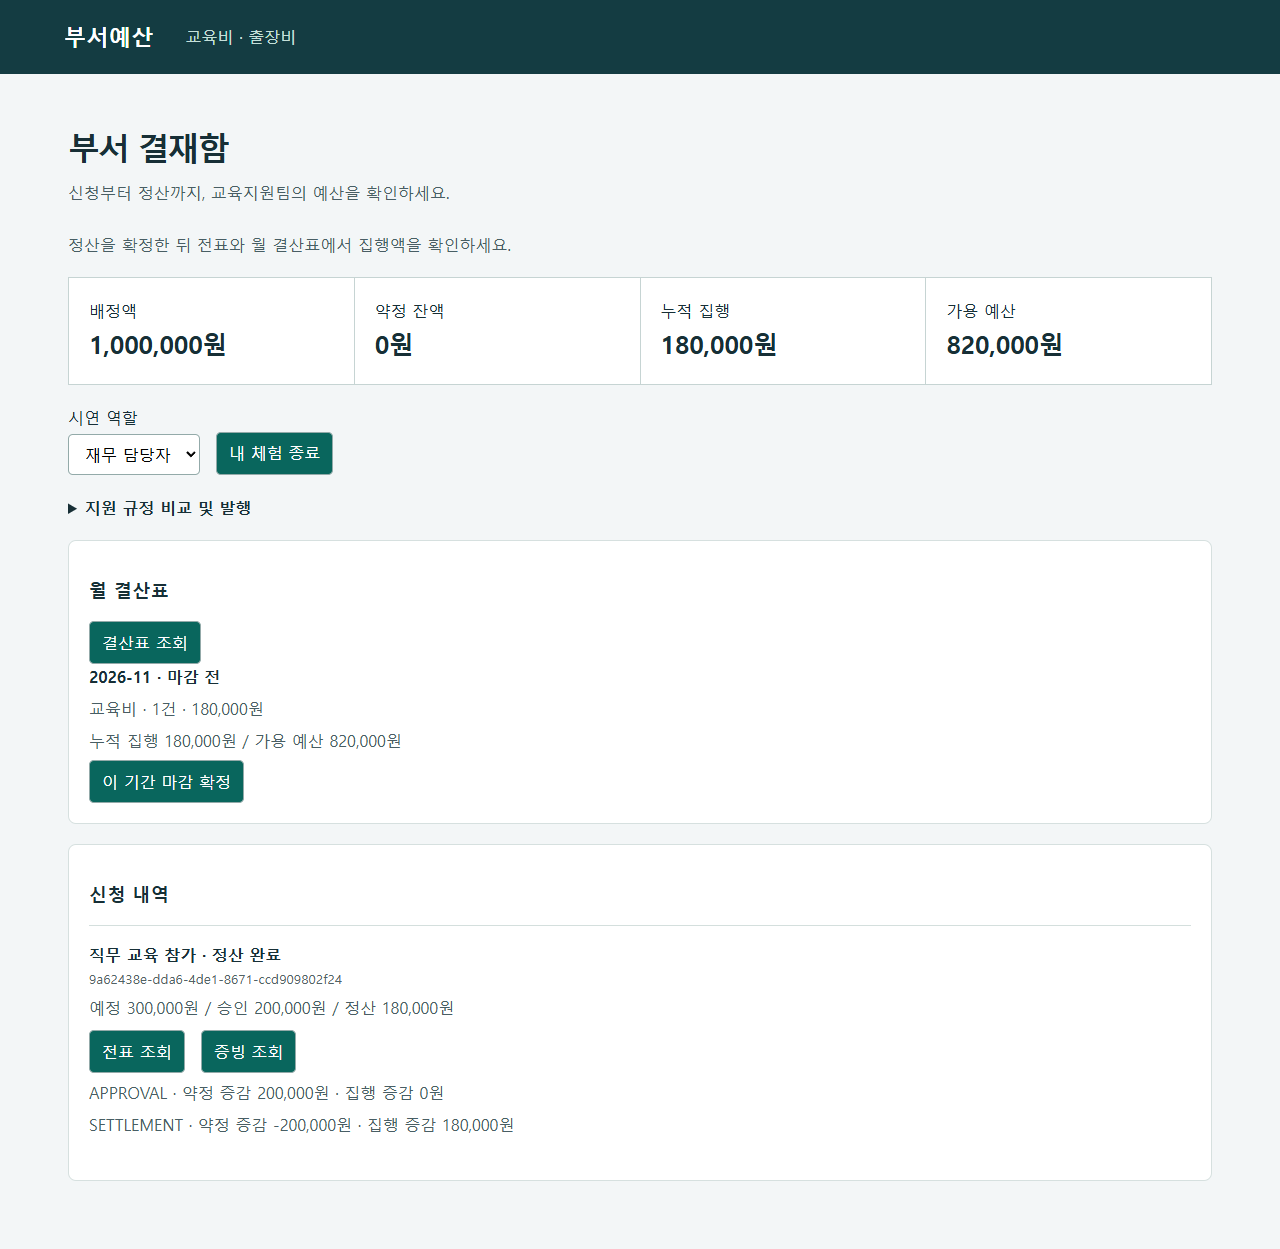 부서예산 교육비 · 출장비
부서 결재함
신청부터 정산까지, 교육지원팀의 예산을 확인하세요.
정산을 확정한 뒤 전표와 월 결산표에서 집행액을 확인하세요.
배정액 약정 잔액 누적 집행 가용 예산
1,000,000원 0원 180,000원 820,000원
시연 역할
재무 담당자 내 체험 종료
▶ 지원 규정 비교 및 발행
월 결산표
결산표 조회
2026-11 · 마감 전
교육비 · 1건 · 180,000원
누적 집행 180,000원 / 가용 예산 820,000원
이 기간 마감 확정
신청 내역
직무 교육 참가 · 정산 완료
9a62438e-dda6-4de1-8671-ccd909802f24
예정 300,000원 / 승인 200,000원 / 정산 180,000원
전표 조회 증빙 조회
APPROVAL · 약정 증감 200,000원 · 집행 증감 0원
SETTLEMENT · 약정 증감 -200,000원 · 집행 증감 180,000원